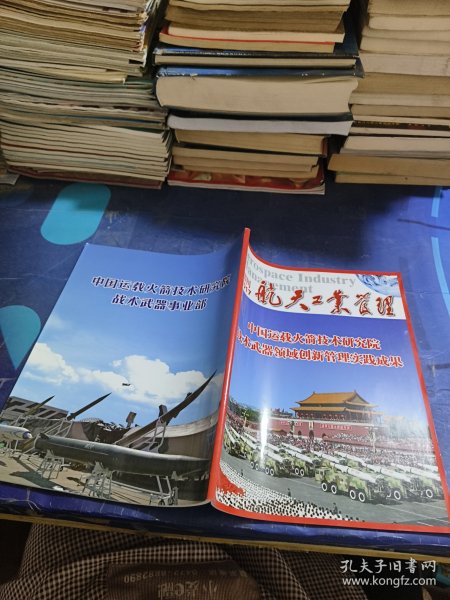 中国运载火箭技术研究院
战术武器事业部
Aerospace Industry
Management
航天工业管理
中国运载火箭技术研究院
战术武器领域创新管理实践成果
孔夫子旧书网
www.kongfz.com